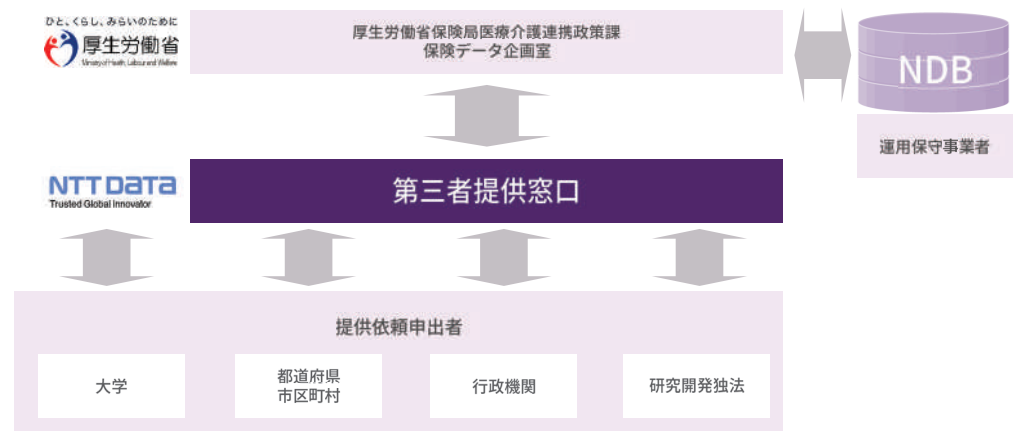 ひと、くらし、みらいのために
厚生労働省
Ministry of Health, Labour and Welfare
厚生労働省保険局医療介護連携政策課
保険データ企画室
NDB
運用保守事業者
NTT DATA
Trusted Global Innovator
第三者提供窓口
提供依頼申出者
大学
都道府県
市区町村
行政機関
研究開発独法